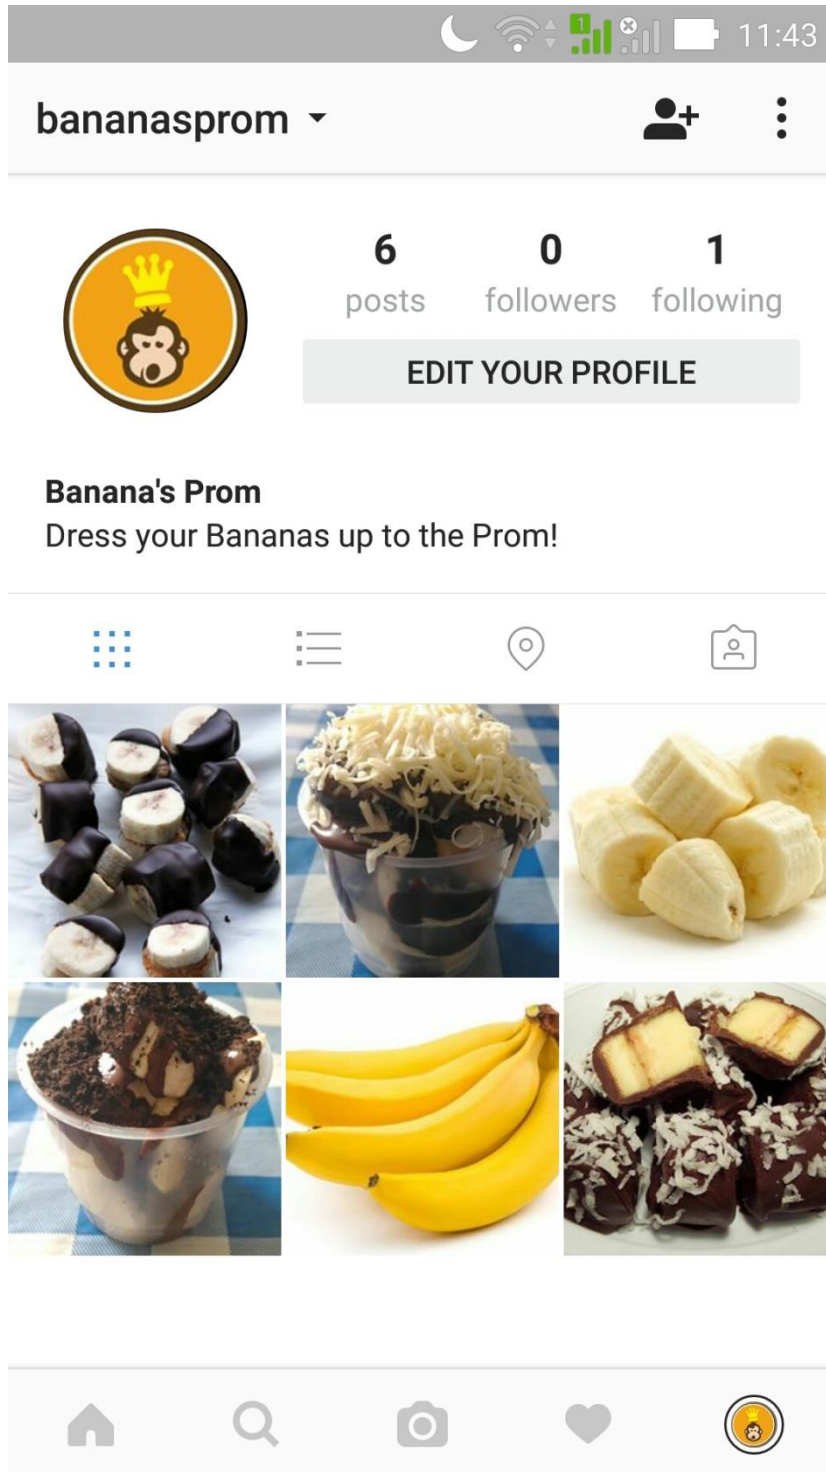 1 11:43
bananasprom
6 0 1
posts followers following
EDIT YOUR PROFILE
Banana's Prom
Dress your Bananas up to the Prom!